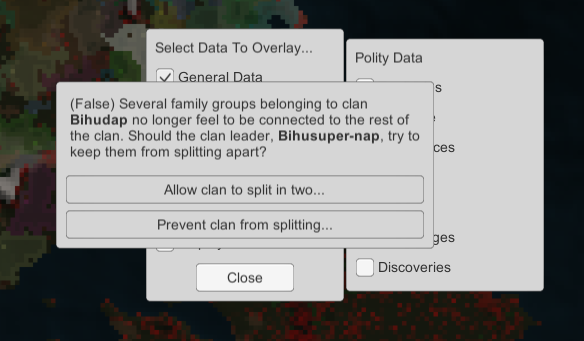 Select Data To Overlay...
Polity Data
General Data
(False) Several family groups belonging to clan
Bihudap no longer feel to be connected to the rest of
the clan. Should the clan leader, Bihusuper-nap, try to
keep them from splitting apart?
Allow clan to split in two...
Prevent clan from splitting...
Discoveries
Close